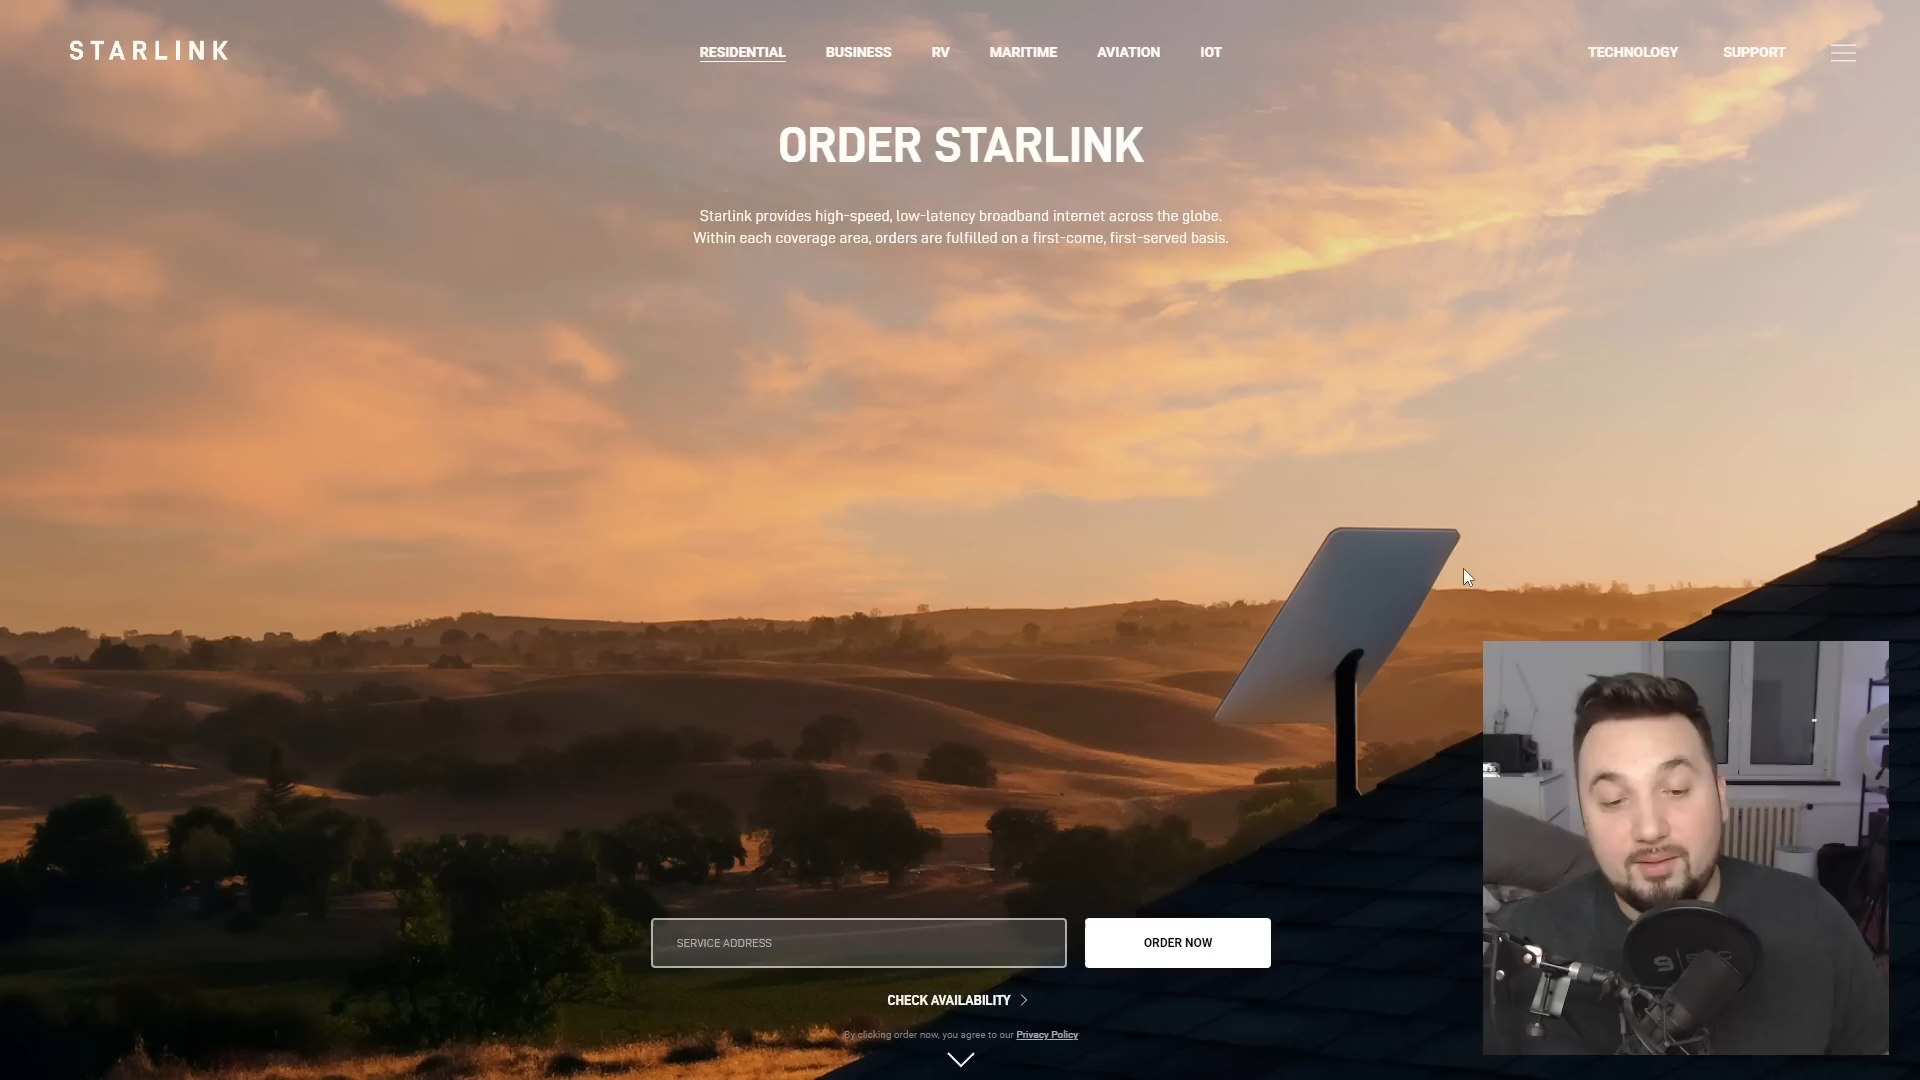 STARLINK
RESIDENTIAL BUSINESS RV MARITIME AVIATION IOT
TECHNOLOGY SUPPORT
ORDER STARLINK
Starlink provides high-speed, low-latency broadband internet across the globe.
Within each coverage area, orders are fulfilled on a first-come, first-served basis.
SERVICE ADDRESS
ORDER NOW
CHECK AVAILABILITY
By clicking order now, you agree to our Privacy Policy